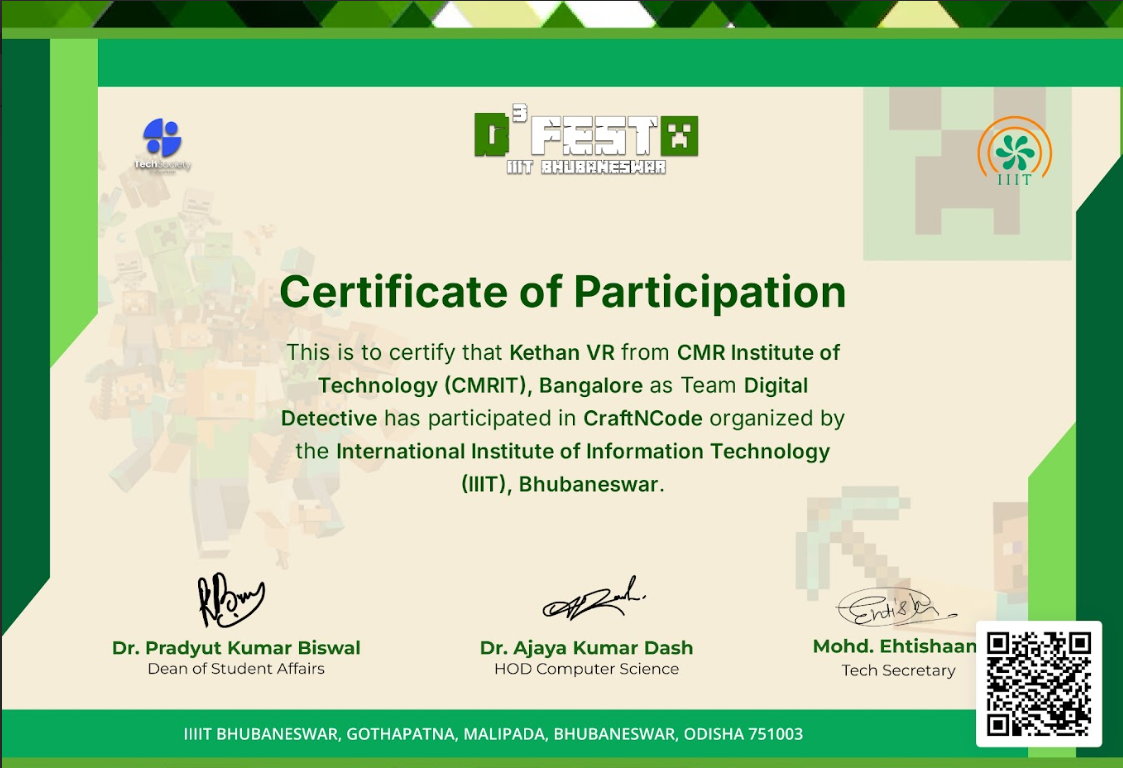 TechSociety
D³ FEST
IIIT BHUBANESWAR
IIIT
Certificate of Participation
This is to certify that Kethan VR from CMR Institute of
Technology (CMRIT), Bangalore as Team Digital
Detective has participated in CraftNCode organized by
the International Institute of Information Technology
(IIIT), Bhubaneswar.
Dr. Pradyut Kumar Biswal
Dean of Student Affairs
Dr. Ajaya Kumar Dash
HOD Computer Science
Mohd. Ehtishaan
Tech Secretary
IIIIT BHUBANESWAR, GOTHAPATNA, MALIPADA, BHUBANESWAR, ODISHA 751003